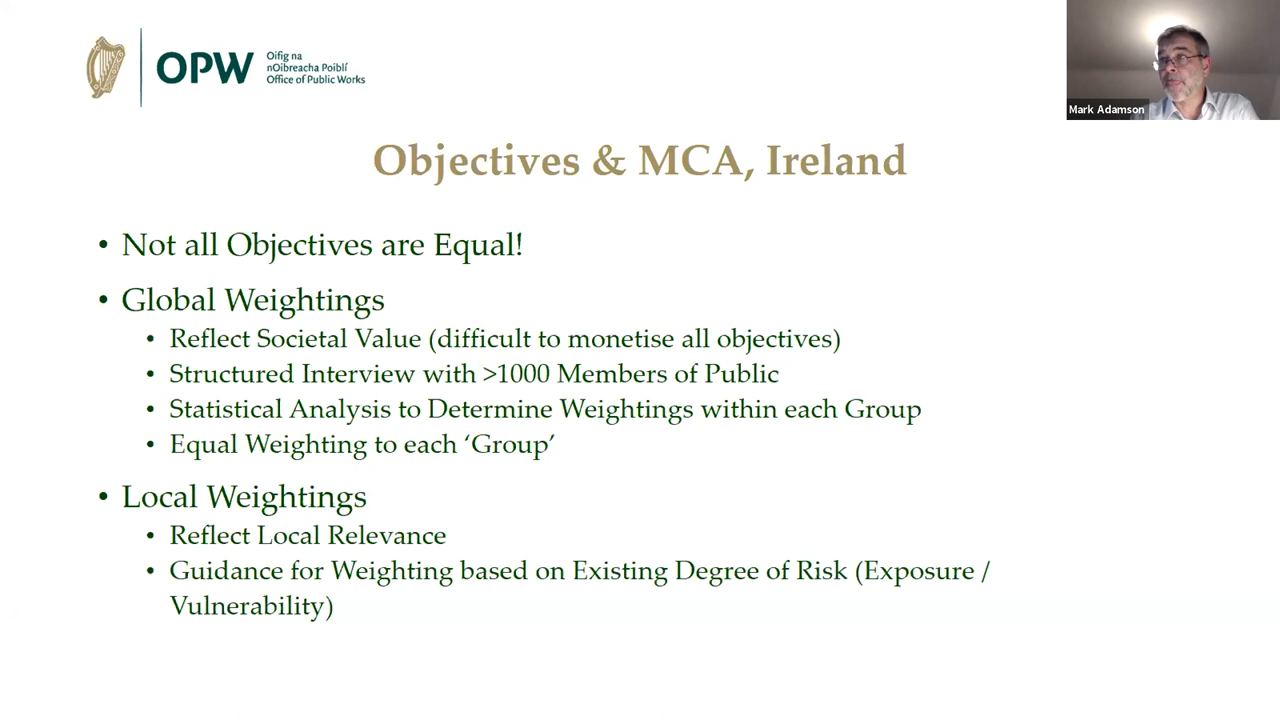 OPW
Oifig na
nOibreacha Poiblí
Office of Public Works
Mark Adamson
Objectives & MCA, Ireland
• Not all Objectives are Equal!
• Global Weightings
• Reflect Societal Value (difficult to monetise all objectives)
• Structured Interview with >1000 Members of Public
• Statistical Analysis to Determine Weightings within each Group
• Equal Weighting to each ‘Group’
• Local Weightings
• Reflect Local Relevance
• Guidance for Weighting based on Existing Degree of Risk (Exposure /
Vulnerability)